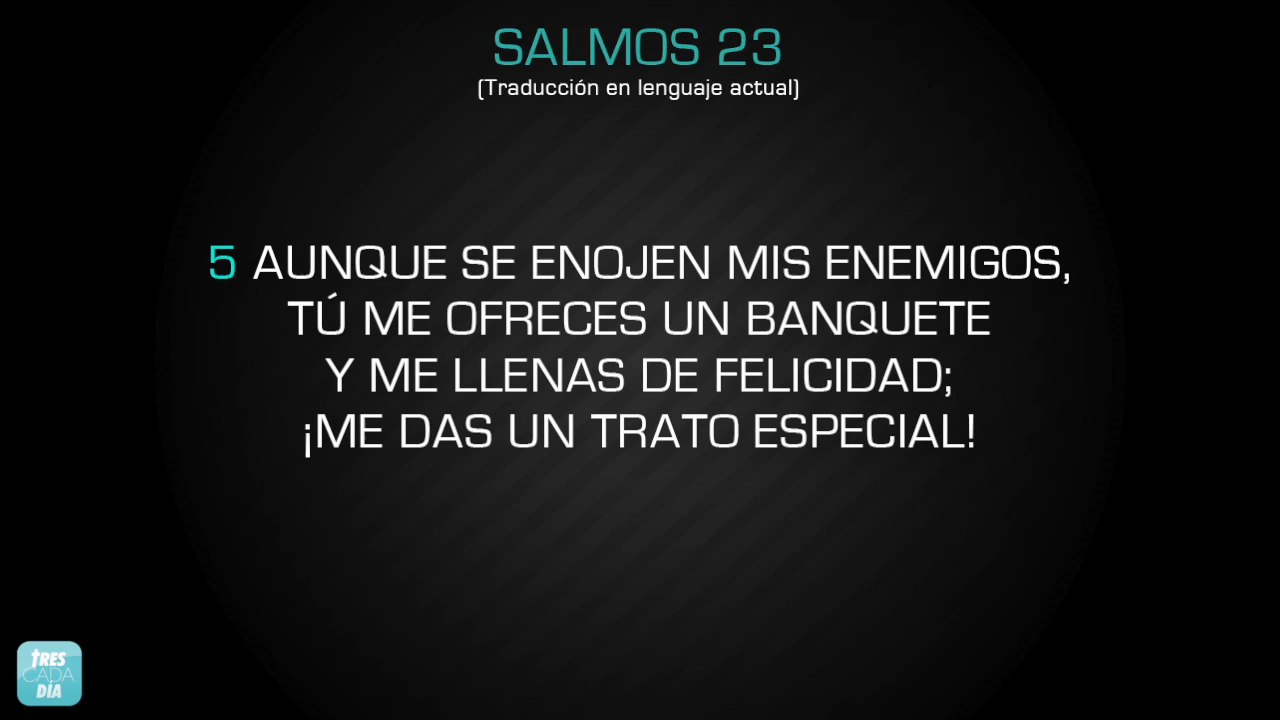 SALMOS 23
(Traducción en lenguaje actual)
5 AUNQUE SE ENOJEN MIS ENEMIGOS,
TÚ ME OFRECES UN BANQUETE
Y ME LLENAS DE FELICIDAD;
¡ME DAS UN TRATO ESPECIAL!
TRES
CADA
DÍA